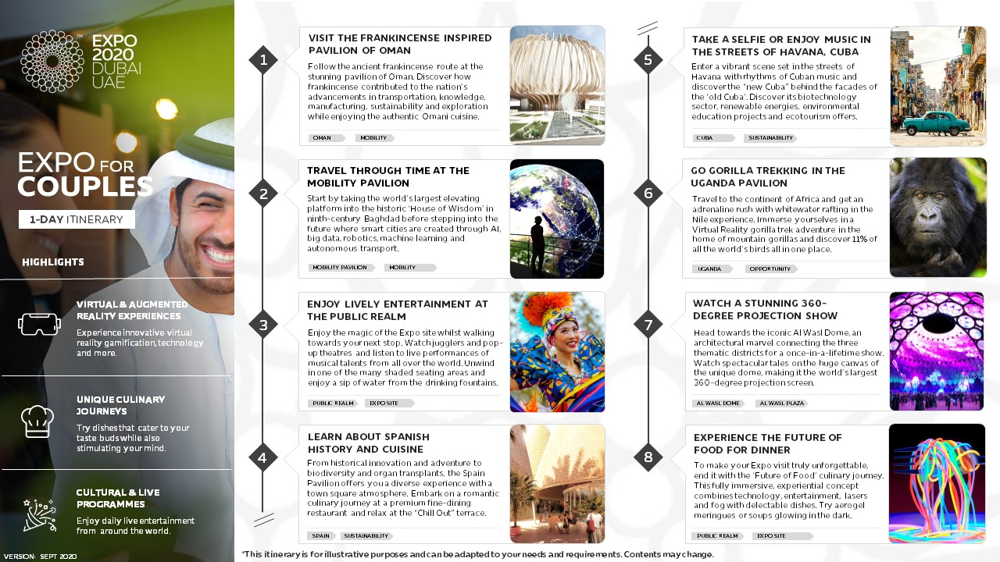 EXPO
2020
DUBAI
UAE
EXPO FOR
COUPLES
1-DAY ITINERARY
HIGHLIGHTS
VIRTUAL & AUGMENTED
REALITY EXPERIENCES
Experience innovative virtual
reality gamification, technology
and more.
UNIQUE CULINARY
JOURNEYS
Try dishes that cater to your
taste buds while also
stimulating your mind.
CULTURAL & LIVE
PROGRAMMES
Enjoy daily live entertainment
from around the world.
VERSION: SEPT 2020
1
VISIT THE FRANKINCENSE INSPIRED
PAVILION OF OMAN
Follow the ancient frankincense route at the
stunning pavilion of Oman. Discover how
frankincense contributed to the nation's
advancements in transportation, knowledge,
manufacturing, sustainability and exploration
while enjoying the authentic Omani cuisine.
OMAN
MOBILITY
2
TRAVEL THROUGH TIME AT THE
MOBILITY PAVILION
Start by taking the world's largest elevating
platform into the historic 'House of Wisdom' in
ninth-century Baghdad before stepping into the
future where smart cities are created through AI,
big data, robotics, machine learning and
autonomous transport.
MOBILITY PAVILION
MOBILITY
3
ENJOY LIVELY ENTERTAINMENT AT
THE PUBLIC REALM
Enjoy the magic of the Expo site whilst walking
towards your next stop. Watch jugglers and pop-
up theatres and listen to live performances of
musical talents from all over the world. Unwind
in one of the many shaded seating areas and
enjoy a sip of water from the drinking fountains.
PUBLIC REALM
EXPO SITE
4
LEARN ABOUT SPANISH
HISTORY AND CUISINE
From historic innovation and adventure to
biodiversity and organ transplants, the Spain
Pavilion offers you a diverse experience with a
town square atmosphere. Embark on a romantic
culinary journey at a premium fine-dining
restaurant and relax at the "Chill Out" terrace.
SPAIN
SUSTAINABILITY
5
TAKE A SELFIE OR ENJOY MUSIC IN
THE STREETS OF HAVANA, CUBA
Enter a vibrant scene set in the streets of
Havana with rhythms of Cuban music and
discover the 'new Cuba' behind the facades of
the 'old Cuba'. Discover its biotechnology
sector, renewable energies, environmental
education projects and ecotourism offers.
CUBA
SUSTAINABILITY
6
GO GORILLA TREKKING IN THE
UGANDA PAVILION
Travel to the continent of Africa and get an
adrenaline rush with whitewater rafting in the
Nile experience. Immerse yourselves in a
Virtual Reality gorilla trek adventure in the
home of mountain gorillas and discover 11% of
all the world's birds all in one place.
UGANDA
OPPORTUNITY
7
WATCH A STUNNING 360-
DEGREE PROJECTION SHOW
Head towards the iconic Al Wasl Dome, an
architectural marvel connecting the three
thematic districts for a once-in-a-lifetime show.
Watch spectacular tales on the huge canvas of
the unique dome, making it the world's largest
360-degree projection screen.
AL WASL DOME
AL WASL PLAZA
8
EXPERIENCE THE FUTURE OF
FOOD FOR DINNER
To make your Expo visit truly unforgettable,
end it with the 'Future of Food' culinary journey.
This fully immersive, experiential concept
combines technology, entertainment, lasers
and fog with delectable dishes. Try aerogel
meringues or soups glowing in the dark.
PUBLIC REALM
EXPO SITE
*This itinerary is for illustrative purposes and can be adapted to your needs and requirements. Contents may change.